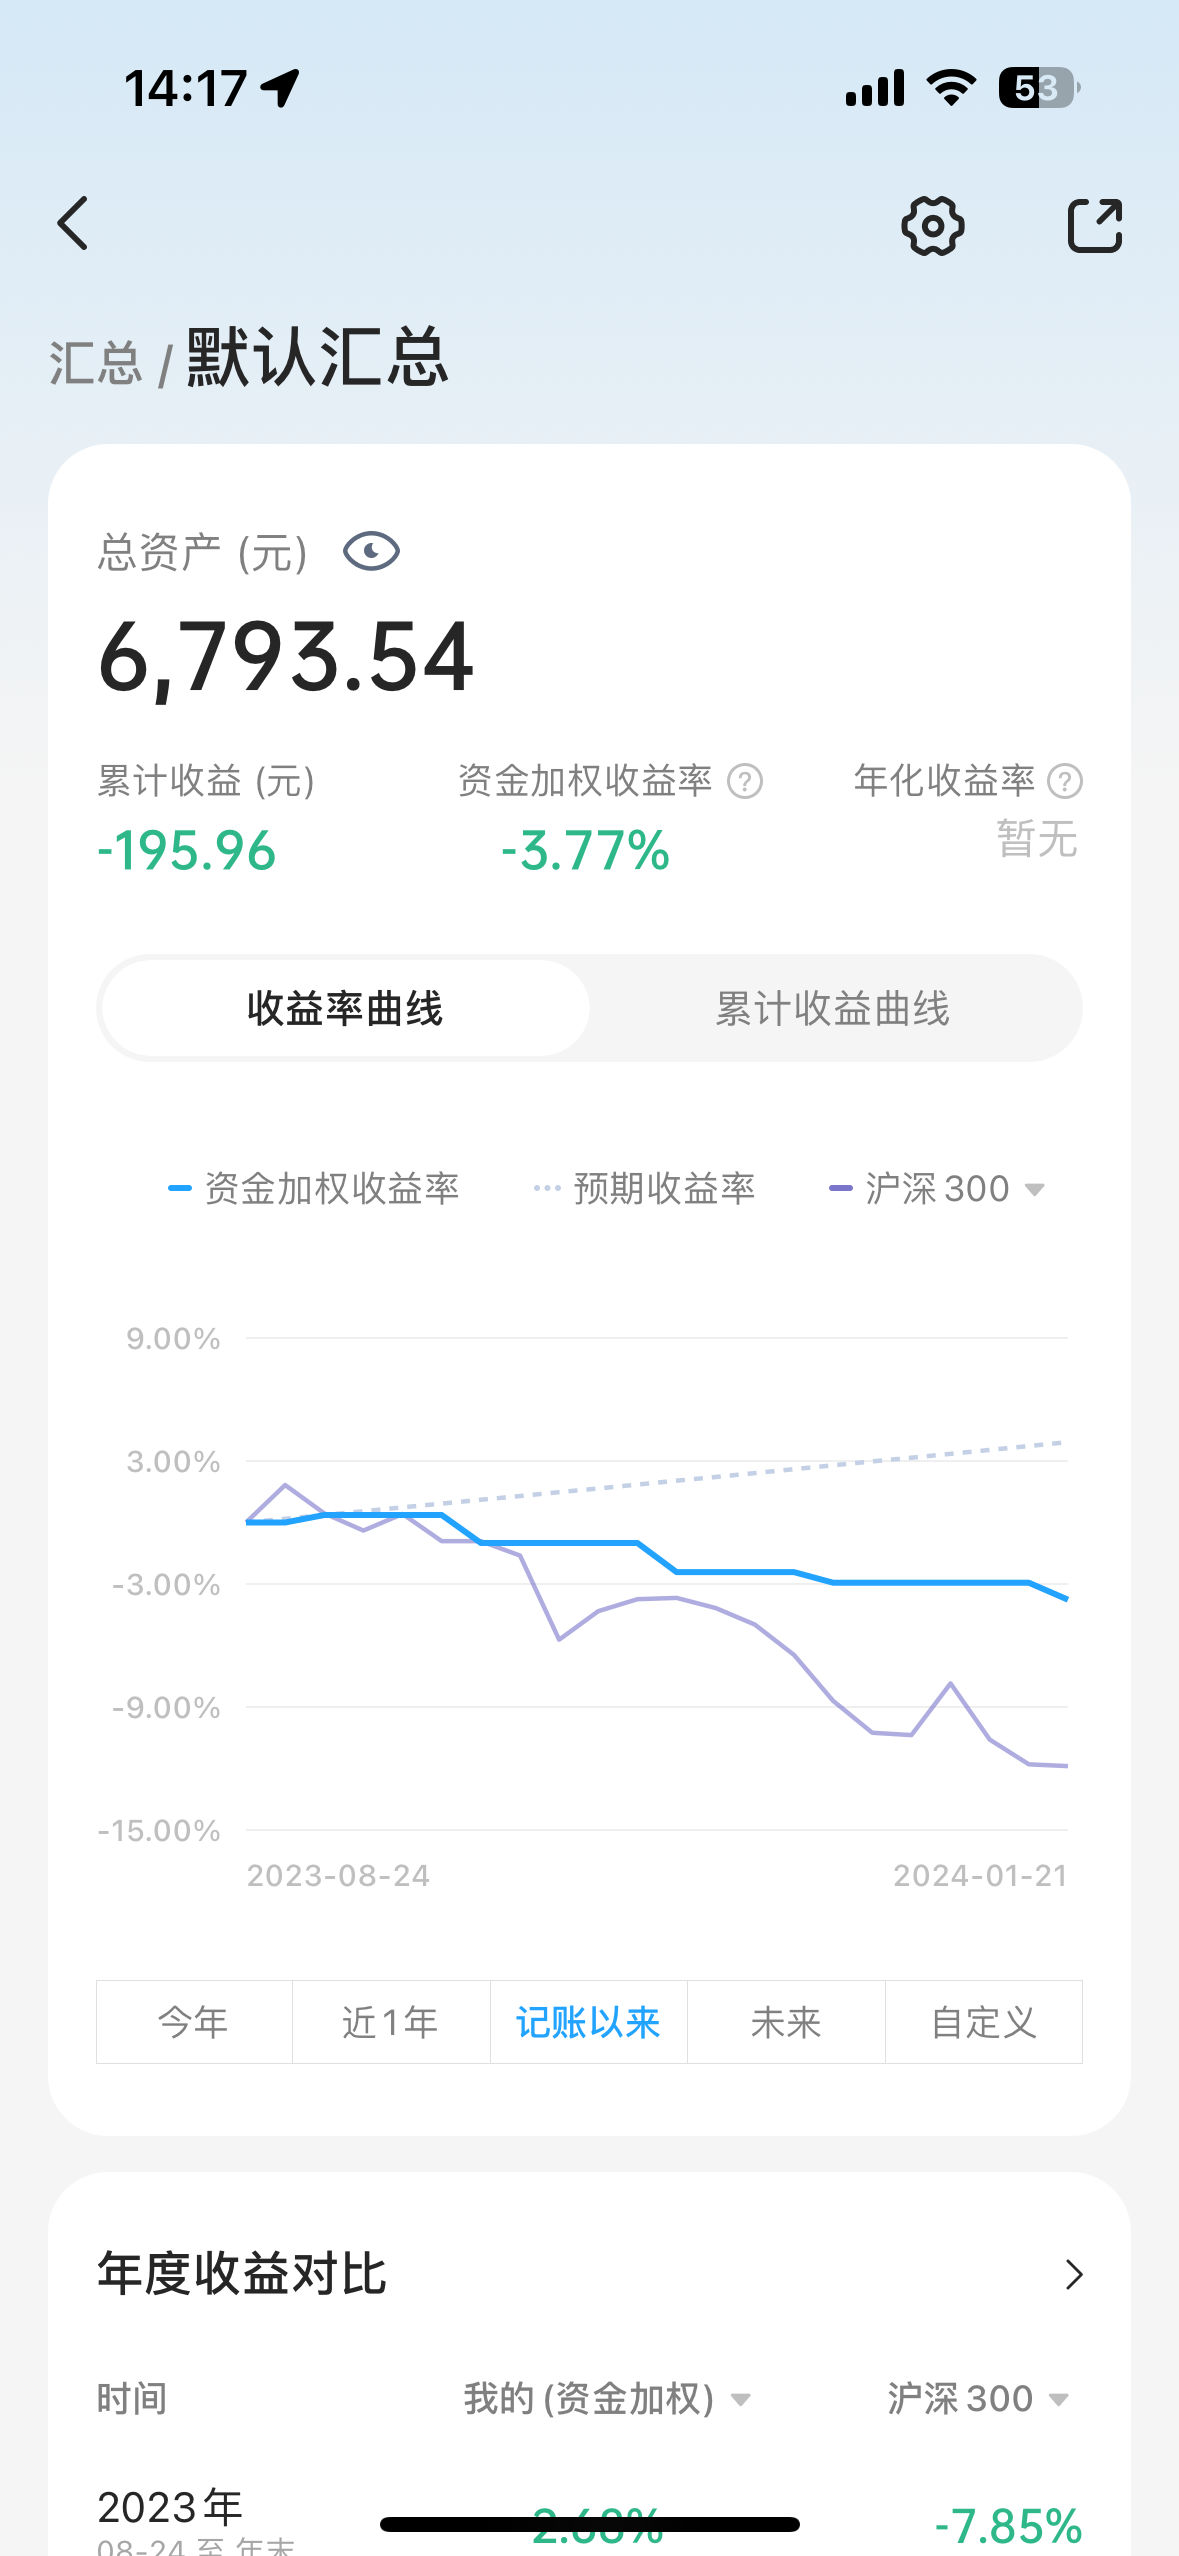 14:17
53
汇总 / 默认汇总
总资产 (元)
6,793.54
累计收益 (元) 资金加权收益率 ? 年化收益率 ?
-195.96 -3.77% 暂无
收益率曲线 累计收益曲线
资金加权收益率 预期收益率 沪深 300
9.00%
3.00%
-3.00%
-9.00%
-15.00%
2023-08-24 2024-01-21
今年 近 1 年 记账以来 未来 自定义
年度收益对比
时间 我的 (资金加权) 沪深 300
2023 年 -7.85%
08-24 至 年末